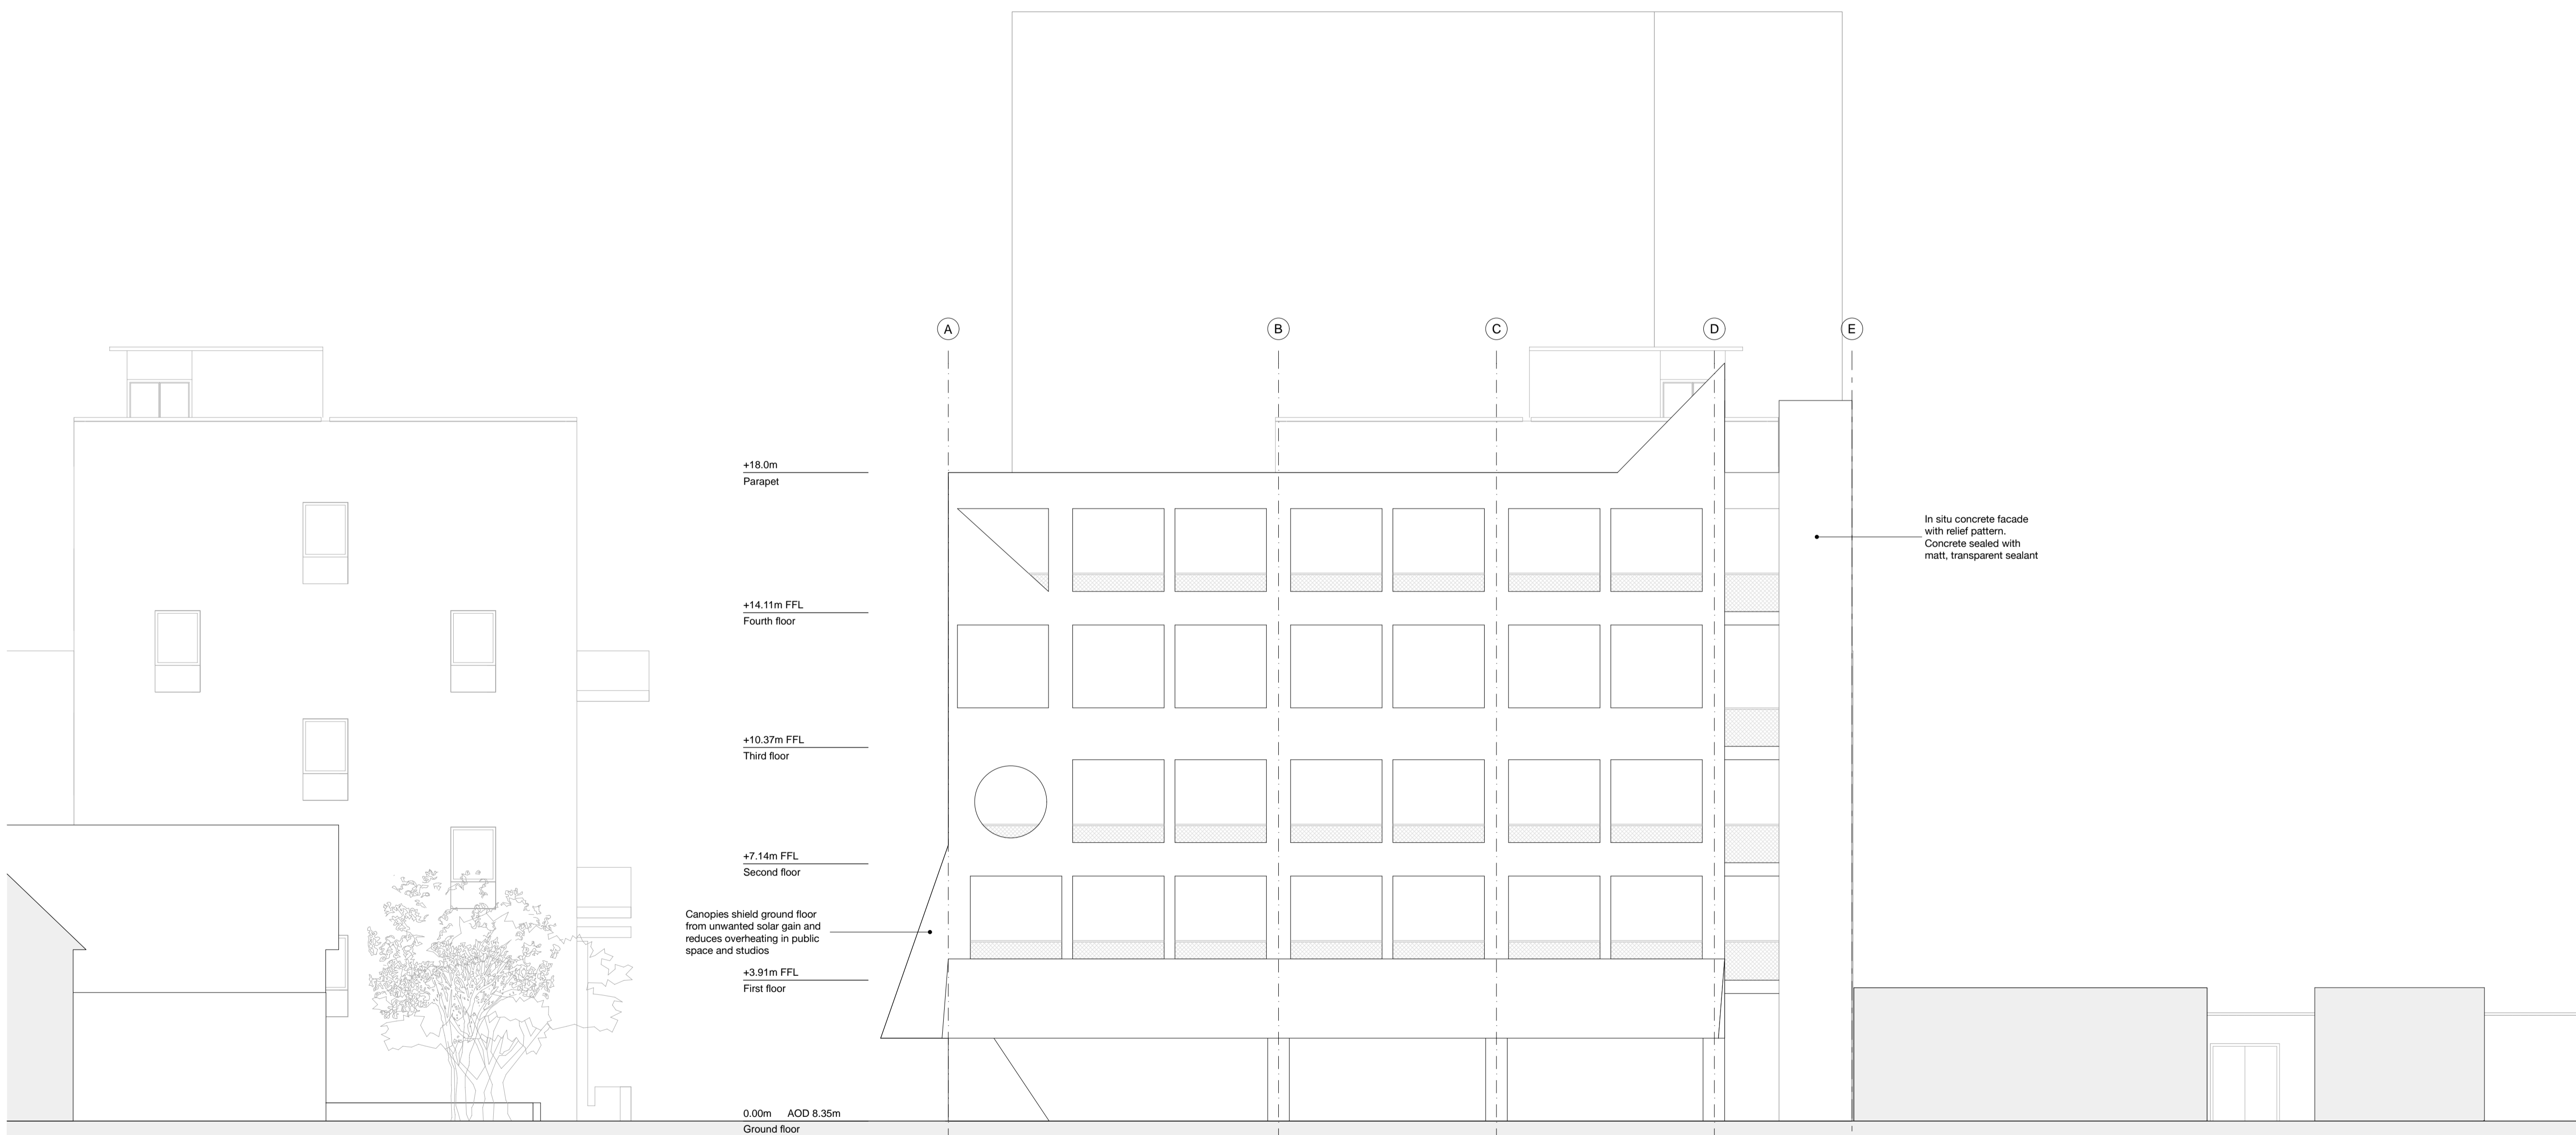 A
B
C
D
E
+18.0m
Parapet
In situ concrete facade
with relief pattern.
Concrete sealed with
matt, transparent sealant
+14.11m FFL
Fourth floor
+10.37m FFL
Third floor
+7.14m FFL
Second floor
Canopies shield ground floor
from unwanted solar gain and
reduces overheating in public
space and studios
+3.91m FFL
First floor
0.00m AOD 8.35m
Ground floor